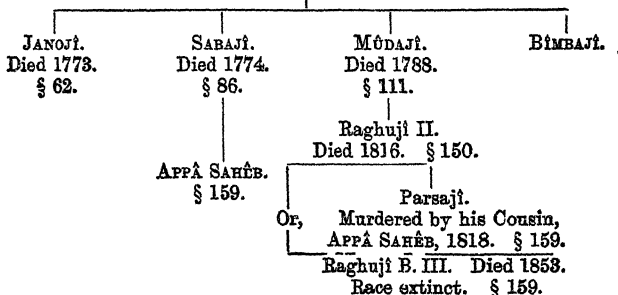 JANOJÎ.
Died 1773.
§ 62.
SABAJÎ.
Died 1774.
§ 86.
MÛDAJÎ.
Died 1788.
§ 111.
BÎMBAJÎ.
Raghujî II.
Died 1816. § 150.
APPÂ SAHÊB.
§ 159.
Or,
Parsajî.
Murdered by his Cousin,
APPÂ SAHÊB, 1818. § 159.
Raghujî B. III. Died 1853.
Race extinct. § 159.